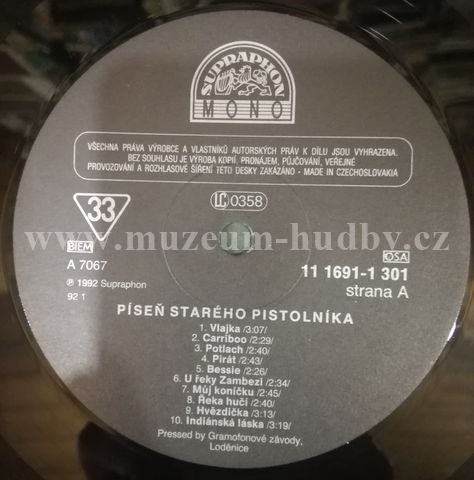 SUPRAPHON
MONO
VŠECHNA PRÁVA VÝROBCE A VLASTNÍKŮ AUTORSKÝCH PRÁV K DÍLU JSOU VYHRAZENA.
BEZ SOUHLASU JE VÝROBA KOPIÍ, PRONÁJEM, PŮJČOVÁNÍ, VEŘEJNÉ
PROVOZOVÁNÍ A ROZHLASOVÉ ŠÍŘENÍ TÉTO DESKY ZAKÁZÁNO - MADE IN CZECHOSLOVAKIA
33
LC 0358
www.muzeum-hudby.cz
BIEM
OSA
A 7067
11 1691-1 301
℗ 1992 Supraphon
strana A
92 1
PÍSEŇ STARÉHO PISTOLNÍKA
1. Vlajka /3:07/
2. Carriboo /2:29/
3. Potlach /2:40/
4. Pirát /2:43/
5. Bessie /2:26/
6. U řeky Zambezi /2:34/
7. Můj koníčku /2:45/
8. Řeka hučí /2:40/
9. Hvězdička /3:13/
10. Indiánská láska /3:19/
Pressed by Gramofonové závody,
Loděnice